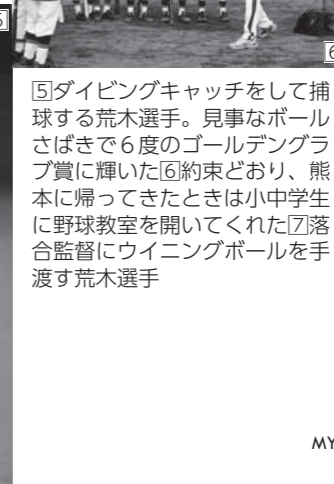 5
6
5ダイビングキャッチをして捕
球する荒木選手。見事なボール
さばきで６度のゴールデングラ
ブ賞に輝いた6約束どおり、熊
本に帰ってきたときは小中学生
に野球教室を開いてくれた7落
合監督にウイニングボールを手
渡す荒木選手
MY